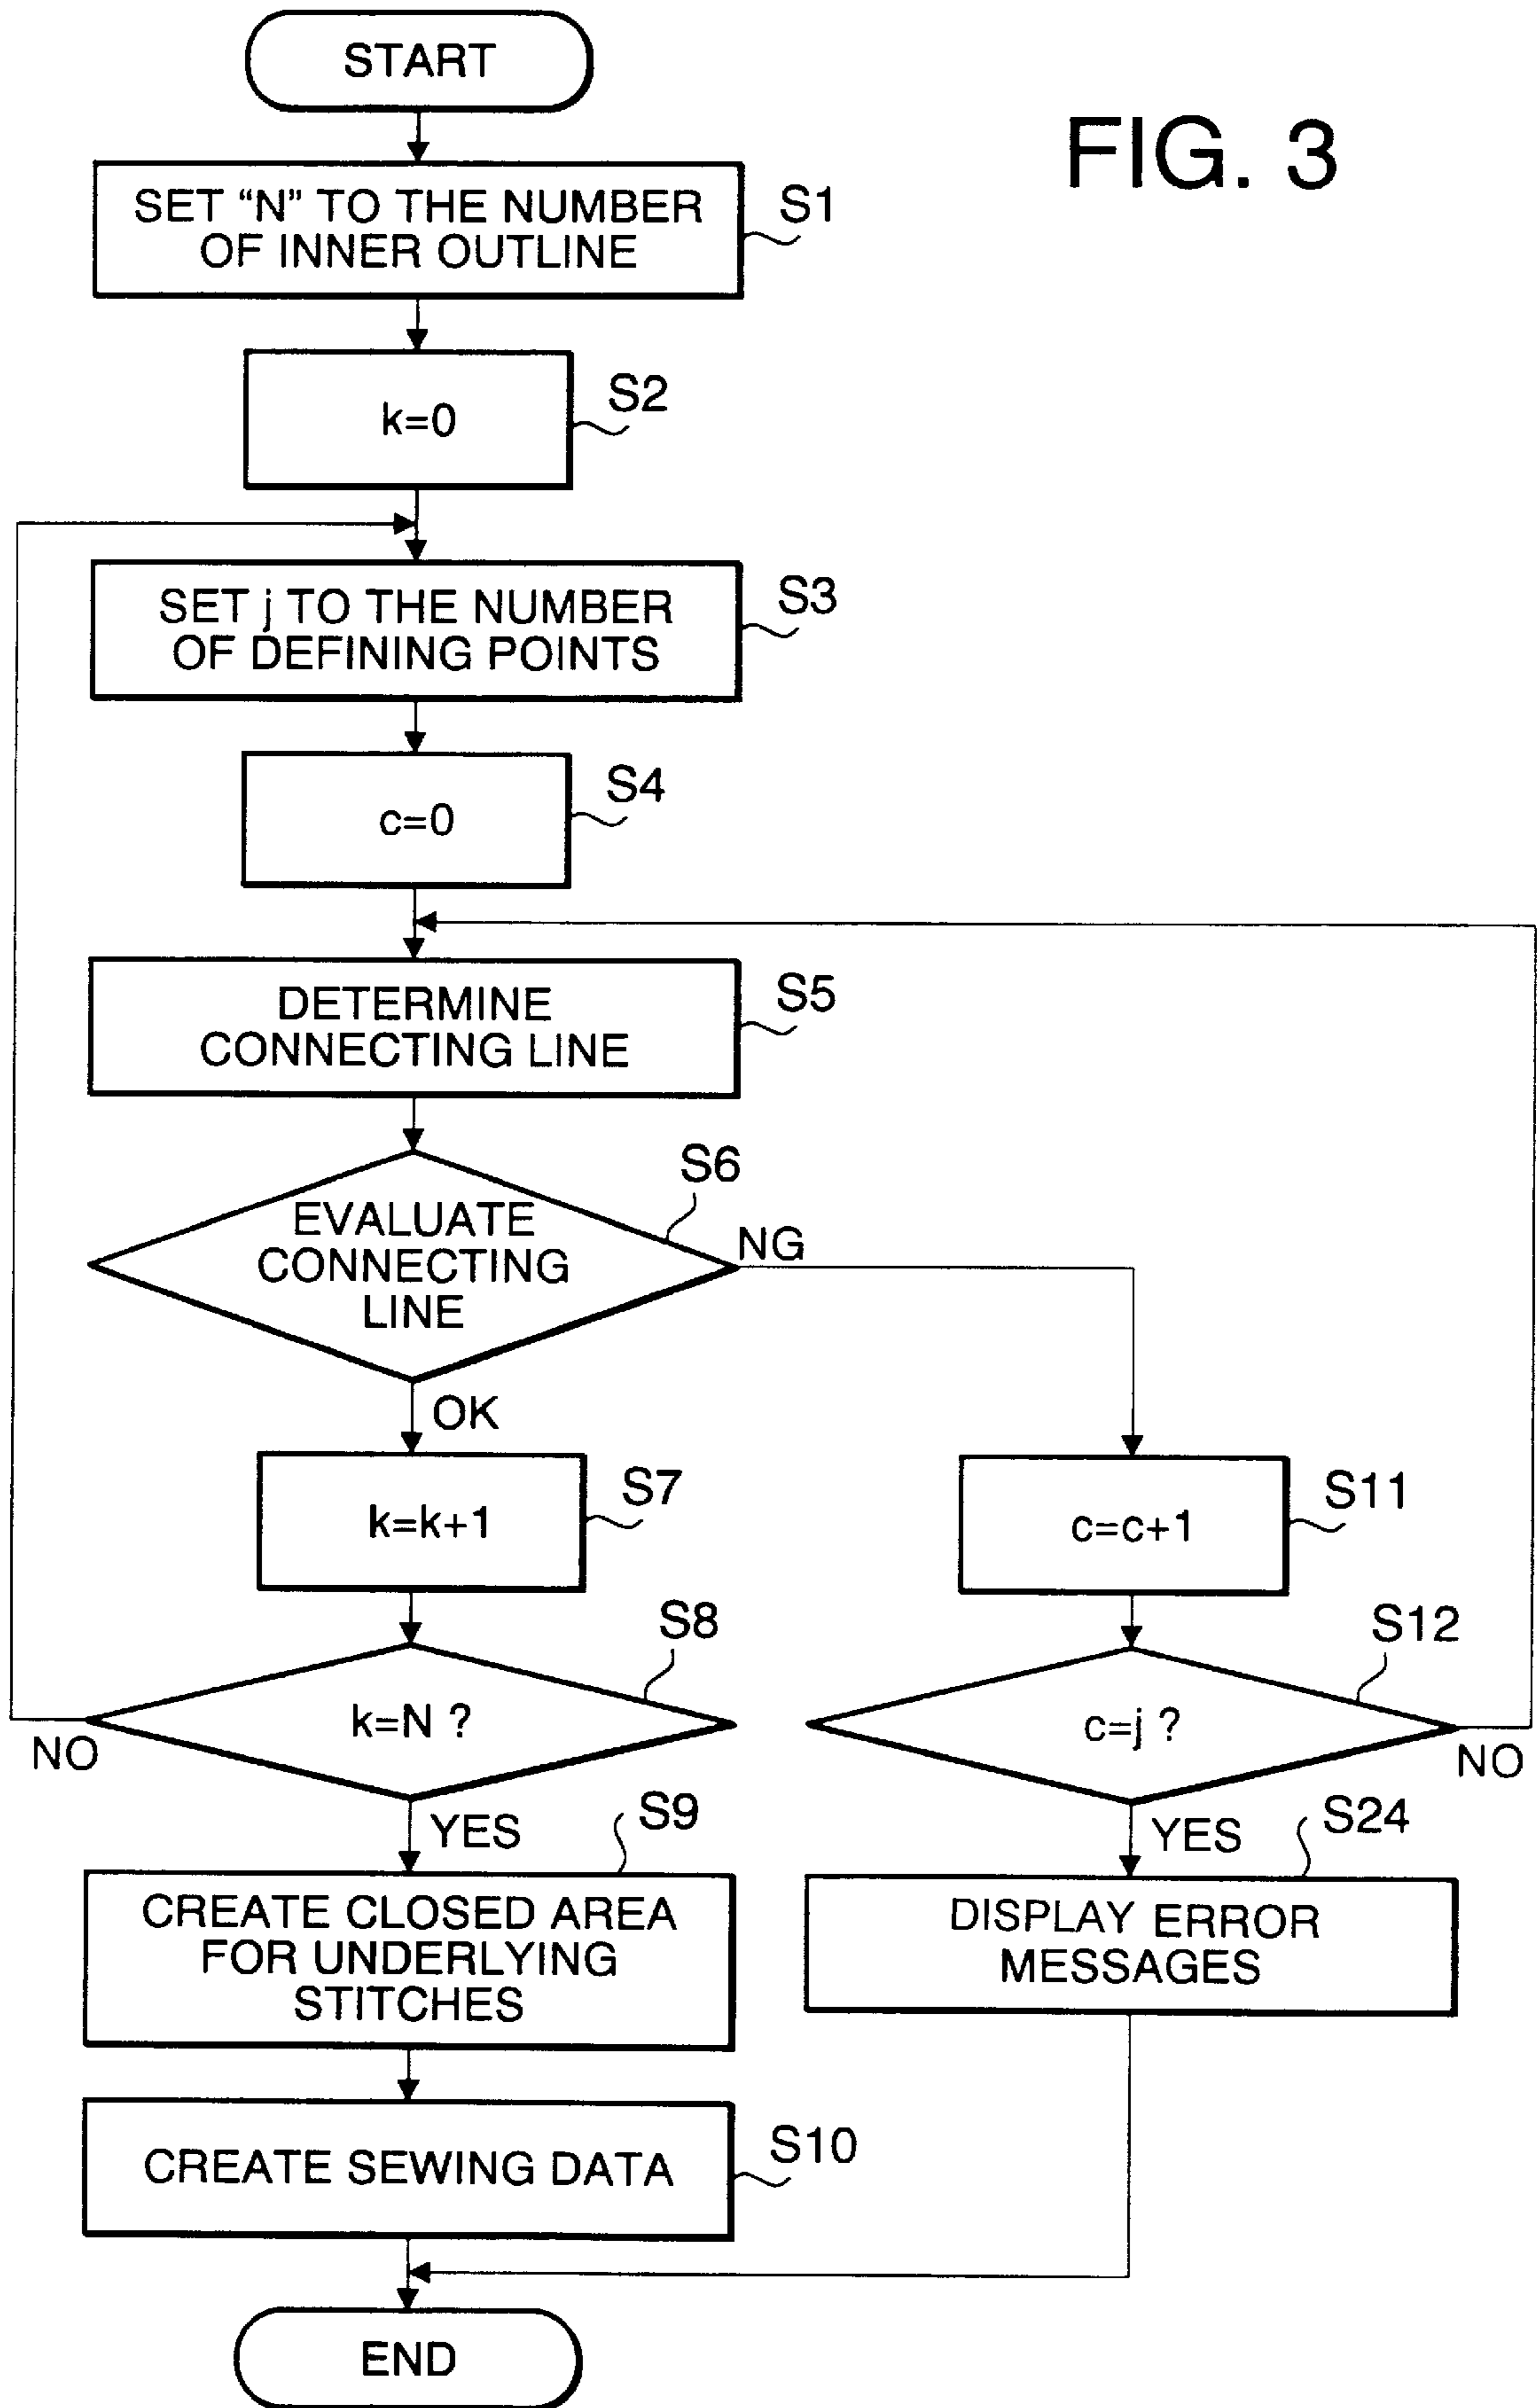 START
FIG. 3
SET “N” TO THE NUMBER
OF INNER OUTLINE
S1
k=0
S2
SET j TO THE NUMBER
OF DEFINING POINTS
S3
c=0
S4
DETERMINE
CONNECTING LINE
S5
EVALUATE
CONNECTING
LINE
S6
NG
OK
k=k+1
S7
c=c+1
S11
k=N ?
S8
NO
YES
c=j ?
S12
NO
YES
CREATE CLOSED AREA
FOR UNDERLYING
STITCHES
S9
DISPLAY ERROR
MESSAGES
S24
CREATE SEWING DATA
S10
END